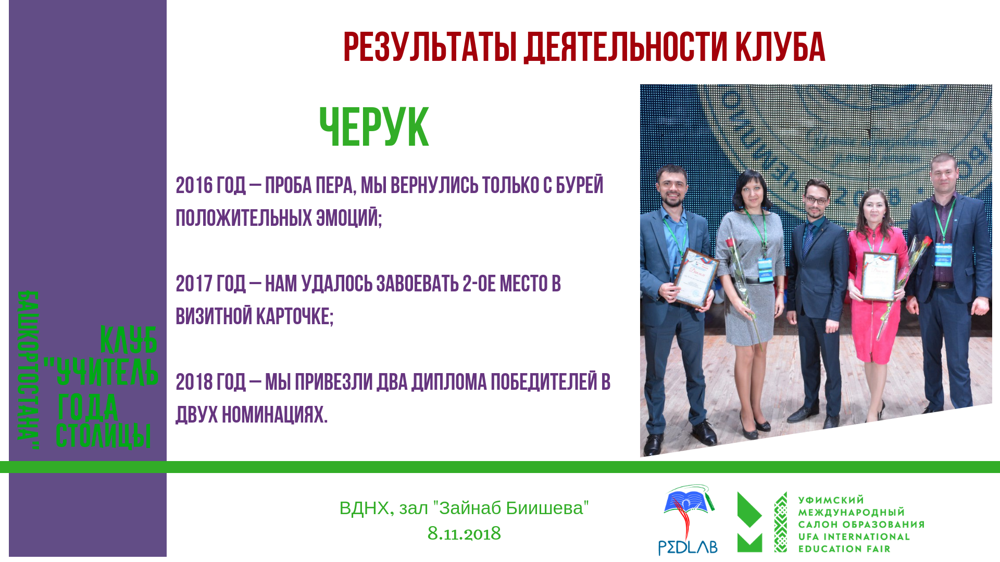 РЕЗУЛЬТАТЫ ДЕЯТЕЛЬНОСТИ КЛУБА
ЧЕРУК
2016 ГОД – ПРОБА ПЕРА, МЫ ВЕРНУЛИСЬ ТОЛЬКО С БУРЕЙ
ПОЛОЖИТЕЛЬНЫХ ЭМОЦИЙ;
2017 ГОД – НАМ УДАЛОСЬ ЗАВОЕВАТЬ 2-ОЕ МЕСТО В
ВИЗИТНОЙ КАРТОЧКЕ;
2018 ГОД – МЫ ПРИВЕЗЛИ ДВА ДИПЛОМА ПОБЕДИТЕЛЕЙ В
ДВУХ НОМИНАЦИЯХ.
КЛУБ
"УЧИТЕЛЬ
ГОДА
СТОЛИЦЫ
БАШКОРТОСТАНА"
2018
Диплом
ВДНХ, зал "Зайнаб Биишева"
8.11.2018
PEDLAB
УФИМСКИЙ
МЕЖДУНАРОДНЫЙ
САЛОН ОБРАЗОВАНИЯ
UFA INTERNATIONAL
EDUCATION FAIR